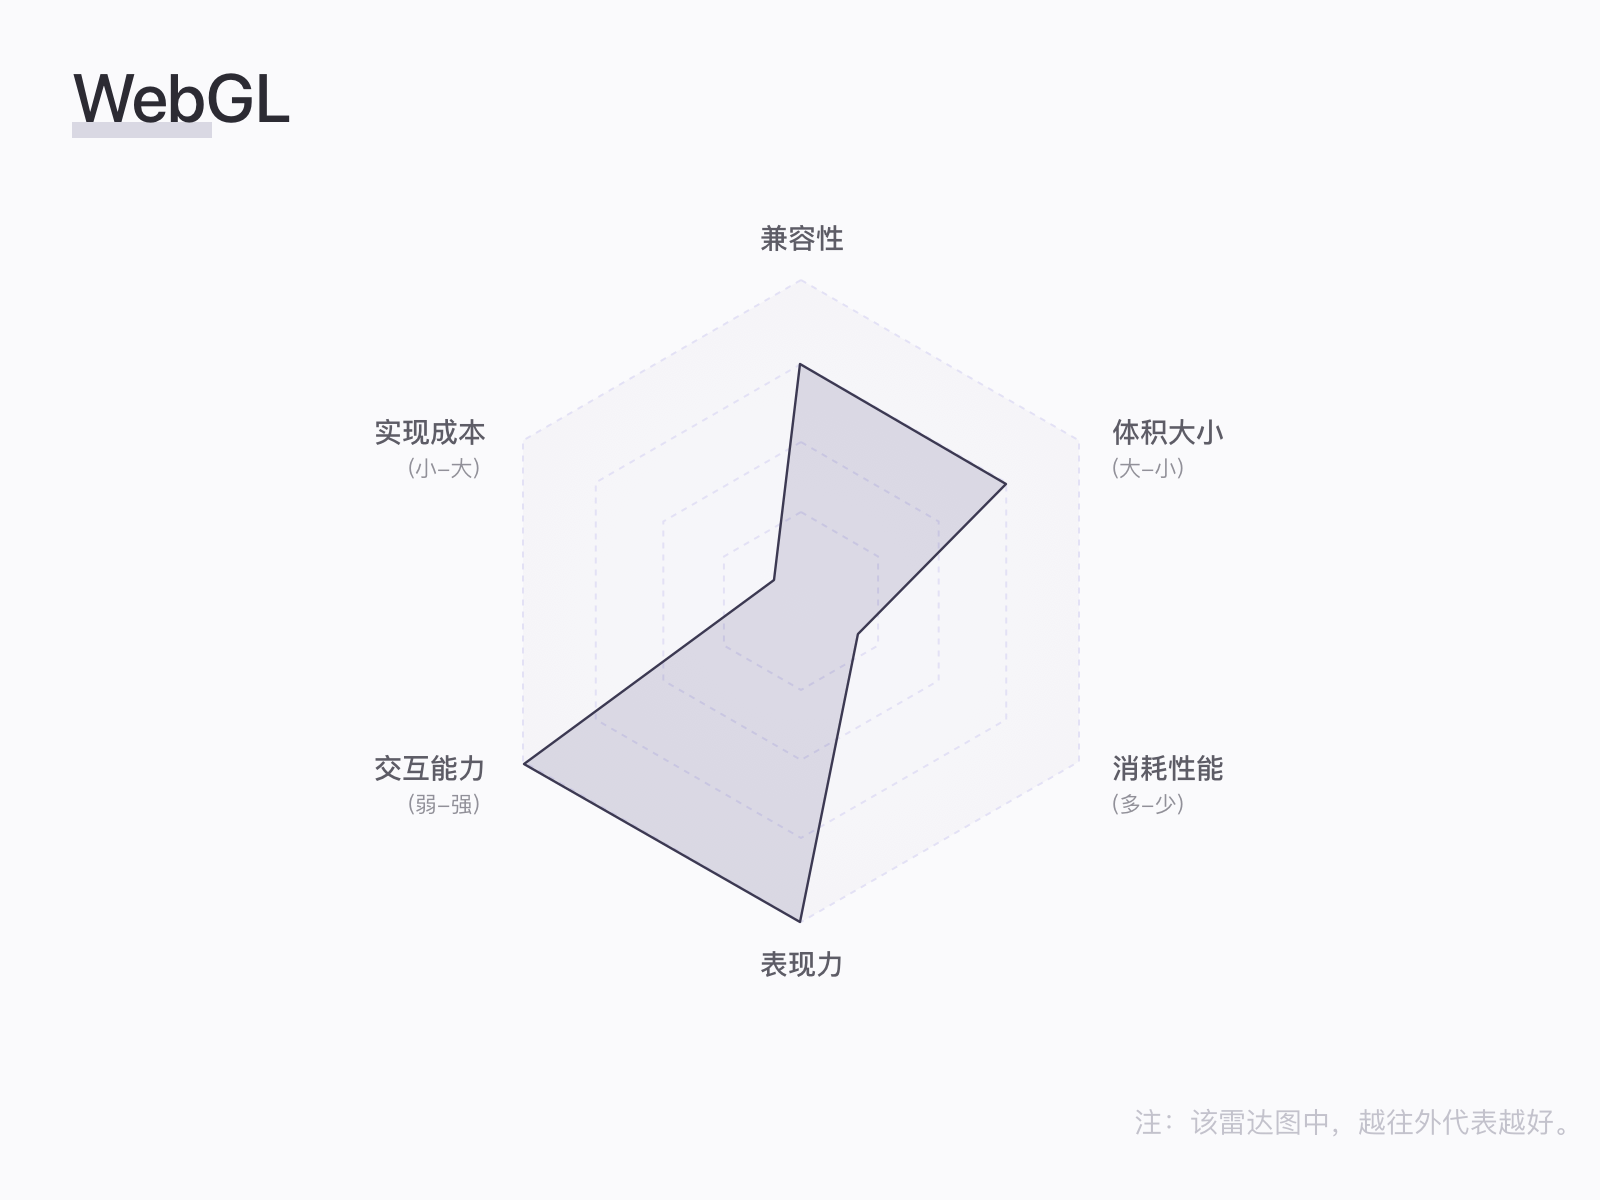 WebGL
兼容性
实现成本
（小–大）
体积大小
（大–小）
交互能力
（弱–强）
消耗性能
（多–少）
表现力
注：该雷达图中，越往外代表越好。